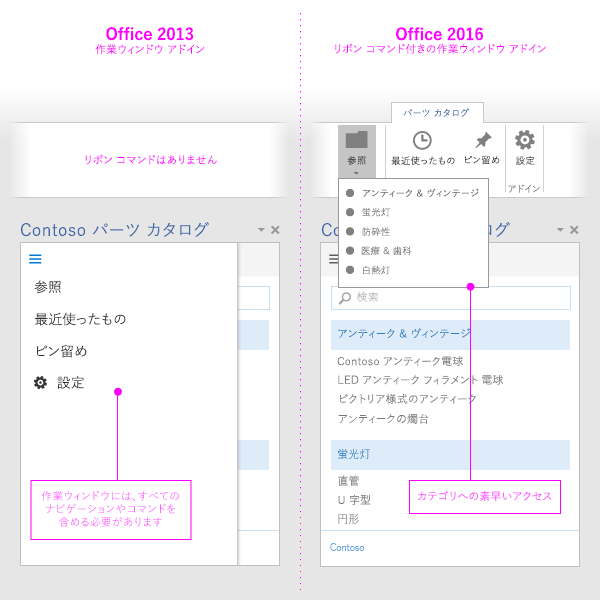 Office 2013
作業ウィンドウ アドイン
リボン コマンドはありません
Contoso パーツ カタログ
参照
最近使ったもの
ピン留め
設定
作業ウィンドウには、すべての
ナビゲーションやコマンドを
含める必要があります
Office 2016
リボン コマンド付きの作業ウィンドウ アドイン
パーツ カタログ
参照
最近使ったもの
ピン留め
設定
アドイン
アンティーク & ヴィンテージ
蛍光灯
防砕性
医療 & 歯科
白熱灯
Co
ログ
検索
アンティーク & ヴィンテージ
Contoso アンティーク電球
LED アンティーク フィラメント 電球
ビクトリア様式のアンティーク
アンティークの燭台
蛍光灯
直管
U 字型
円形
カテゴリへの素早いアクセス
Contoso